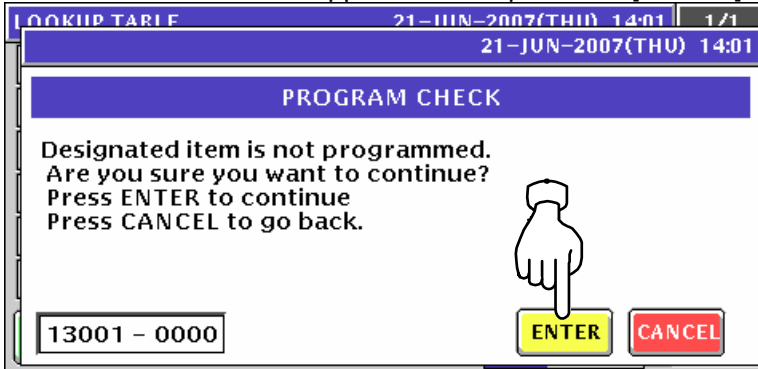 LOOKUP TABLE 21-JUN-2007(THU) 14:01 1/1
21-JUN-2007(THU) 14:01
PROGRAM CHECK
Designated item is not programmed.
Are you sure you want to continue?
Press ENTER to continue
Press CANCEL to go back.
13001 - 0000
ENTER CANCEL